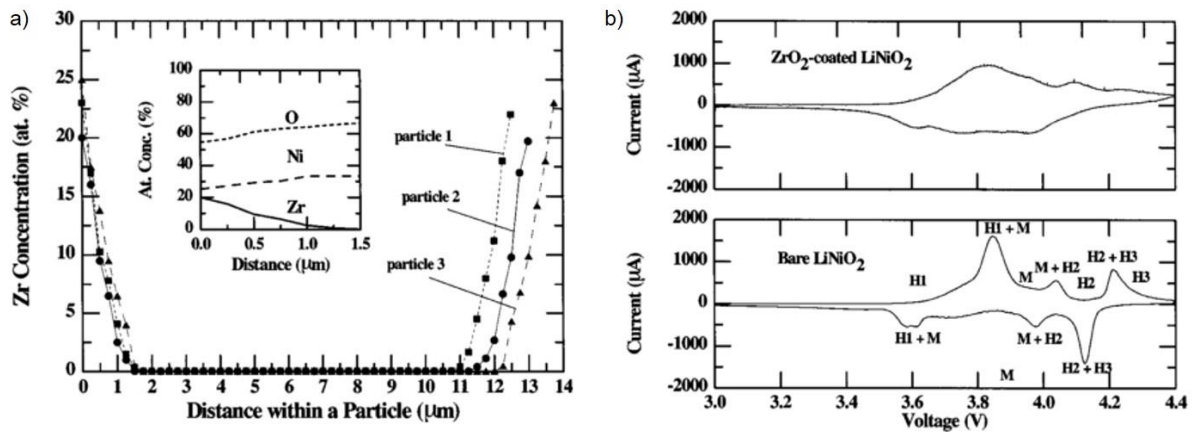 a)
Zr Concentration (at. %)
30
25
20
15
10
5
0
0 1 2 3 4 5 6 7 8 9 10 11 12 13 14
Distance within a Particle (μm)
At. Conc. (%)
100
80
60
40
20
0
O
Ni
Zr
0.0 0.5 1.0 1.5
Distance (μm)
particle 1
particle 2
particle 3
b)
Current (μA)
2000
1000
0
-1000
-2000
ZrO2-coated LiNiO2
Current (μA)
2000
1000
0
-1000
-2000
Bare LiNiO2
H1
H1 + M
M
M + H2
H2
H2 + H3
H3
H1 + M
M + H2
H2 + H3
M
3.0 3.6 3.8 4.0 4.2 4.4
Voltage (V)